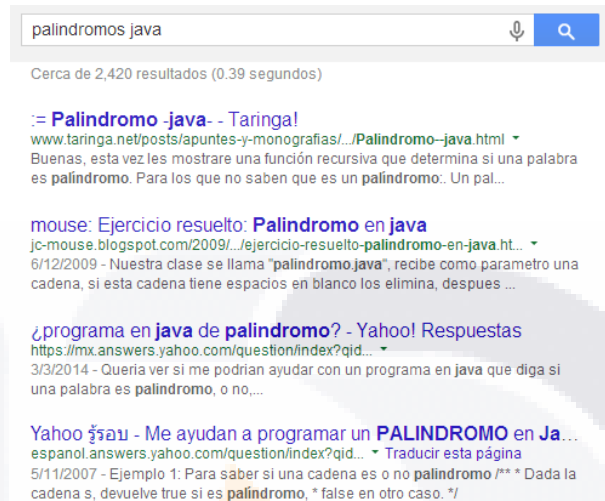 palindromos java
Cerca de 2,420 resultados (0.39 segundos)
:= Palindromo -java- - Taringa!
www.taringa.net/posts/apuntes-y-monografias/.../Palindromo--java.html
Buenas, esta vez les mostrare una función recursiva que determina si una palabra
es palíndromo. Para los que no saben que es un palíndromo:. Un pal...
mouse: Ejercicio resuelto: Palindromo en java
jc-mouse.blogspot.com/2009/.../ejercicio-resuelto-palindromo-en-java.ht...
6/12/2009 - Nuestra clase se llama "palindromo.java", recibe como parametro una
cadena, si esta cadena tiene espacios en blanco los elimina, despues ...
¿programa en java de palindromo? - Yahoo! Respuestas
https://mx.answers.yahoo.com/question/index?qid...
3/3/2014 - Queria ver si me podrian ayudar con un programa en java que diga si
una palabra es palindromo, o no,...
Yahoo รู้รอบ - Me ayudan a programar un PALINDROMO en Ja...
espanol.answers.yahoo.com/question/index?qid... Traducir esta página
5/11/2007 - Ejemplo 1: Para saber si una cadena es o no palindromo /** * Dada la
cadena s, devuelve true si es palíndromo, * false en otro caso. */